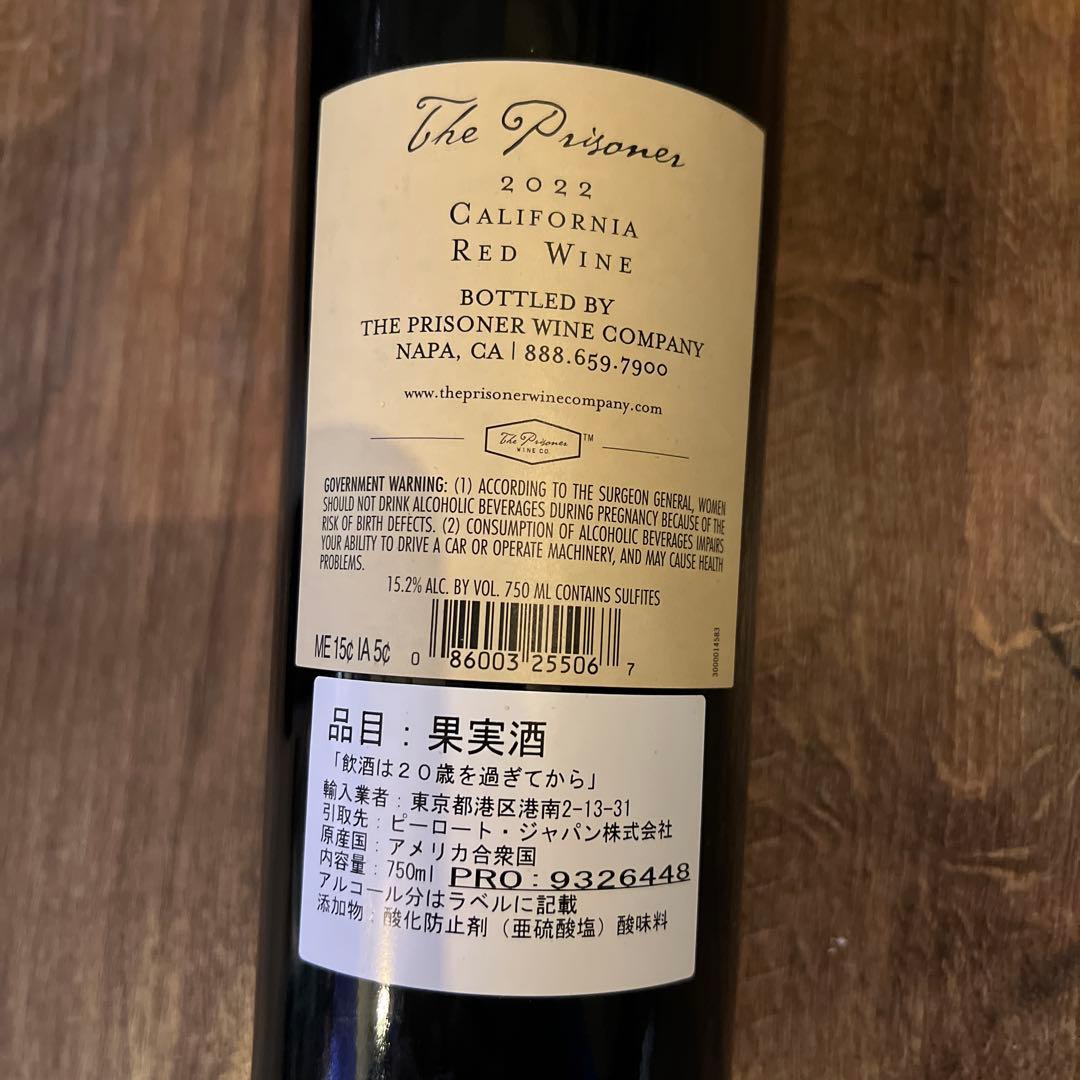 The Prisoner
2022
CALIFORNIA
RED WINE
BOTTLED BY
THE PRISONER WINE COMPANY
NAPA, CA | 888.659.7900
www.theprisonerwinecompany.com
The Prisoner TM
WINE CO.
GOVERNMENT WARNING: (1) ACCORDING TO THE SURGEON GENERAL, WOMEN
SHOULD NOT DRINK ALCOHOLIC BEVERAGES DURING PREGNANCY BECAUSE OF THE
RISK OF BIRTH DEFECTS. (2) CONSUMPTION OF ALCOHOLIC BEVERAGES IMPAIRS
YOUR ABILITY TO DRIVE A CAR OR OPERATE MACHINERY, AND MAY CAUSE HEALTH
PROBLEMS.
15.2% ALC. BY VOL. 750 ML CONTAINS SULFITES
ME 15¢ IA 5¢
0 86003 25506 7
3000014583
品目：果実酒
「飲酒は２０歳を過ぎてから」
輸入業者：東京都港区港南2-13-31
引取先：ピーロート・ジャパン株式会社
原産国：アメリカ合衆国
内容量：750ml PRO：9326448
アルコール分はラベルに記載
添加物：酸化防止剤（亜硫酸塩）酸味料